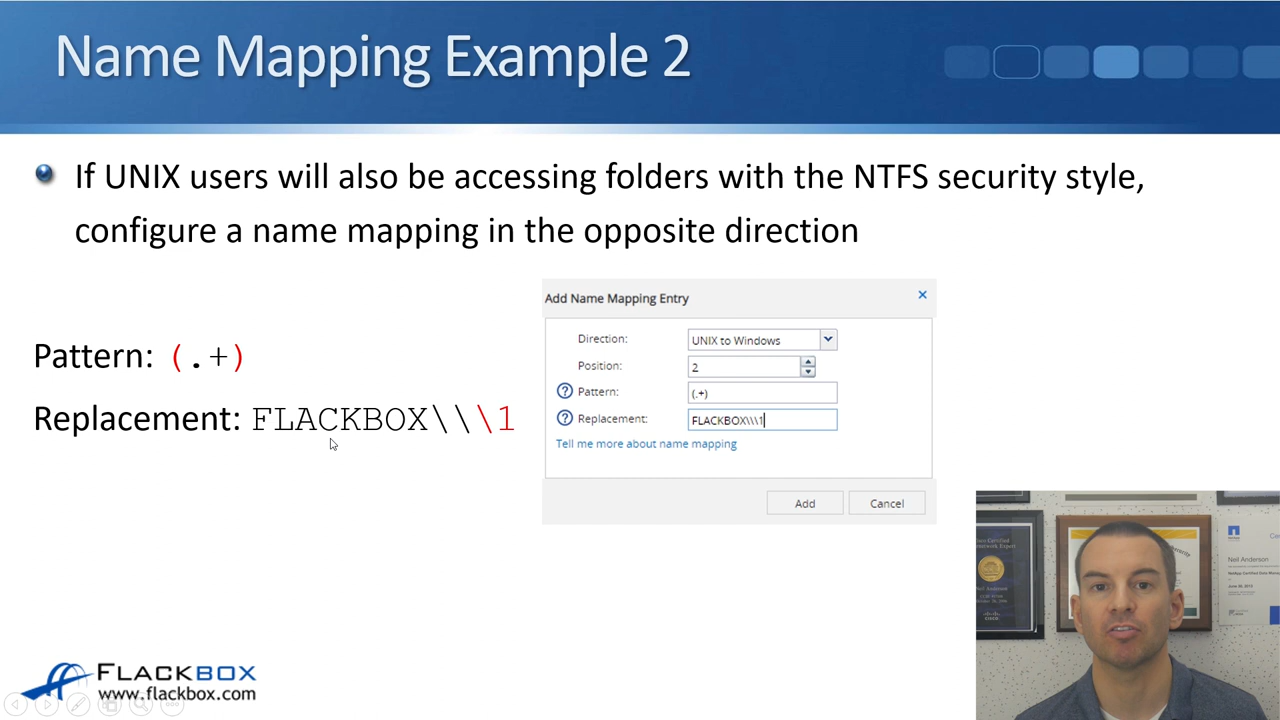 Name Mapping Example 2
If UNIX users will also be accessing folders with the NTFS security style,
configure a name mapping in the opposite direction
Pattern: (.+)
Replacement: FLACKBOX\\\1
Add Name Mapping Entry
Direction: UNIX to Windows
Position: 2
Pattern: (.+)
Replacement: FLACKBOX\\\1
Tell me more about name mapping
Add Cancel
Neil Anderson
FLACKBOX
www.flackbox.com